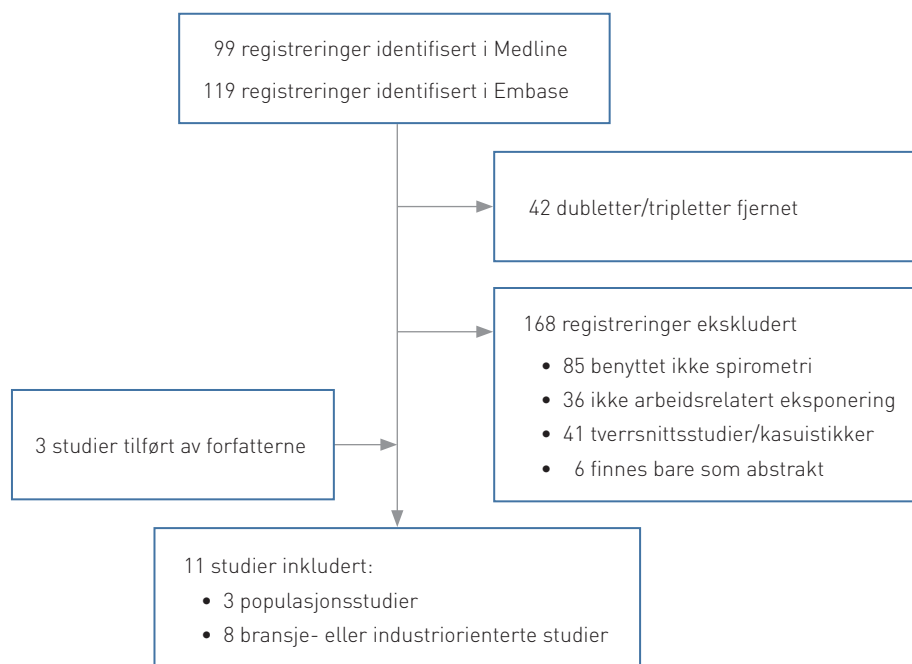 99 registreringer identifisert i Medline
119 registreringer identifisert i Embase
42 dubletter/tripletter fjernet
168 registreringer ekskludert
• 85 benyttet ikke spirometri
• 36 ikke arbeidsrelatert eksponering
• 41 tverrsnittsstudier/kasuistikker
• 6 finnes bare som abstrakt
3 studier tilført av forfatterne
11 studier inkludert:
• 3 populasjonsstudier
• 8 bransje- eller industriorienterte studier